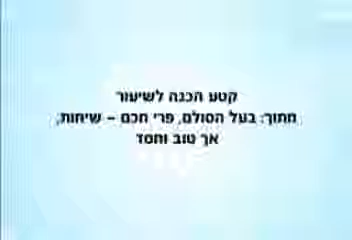 קטע הכנה לשיעור
מתוך: בעל הסולם, פרי חכם – שיחות,
אך טוב וחסד